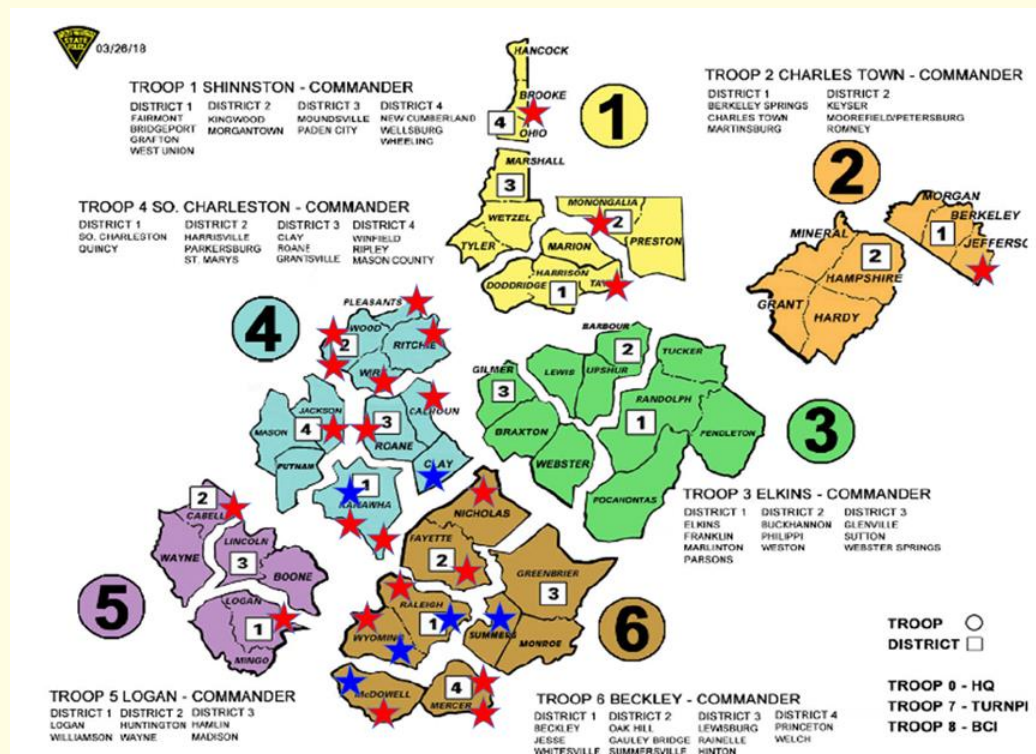 03/26/18
TROOP 1 SHINNSTON - COMMANDER
DISTRICT 1 DISTRICT 2 DISTRICT 3 DISTRICT 4
FAIRMONT KINGWOOD MOUNDSVILLE NEW CUMBERLAND
BRIDGEPORT MORGANTOWN PADEN CITY WELLSBURG
GRAFTON WHEELING
WEST UNION
TROOP 2 CHARLES TOWN - COMMANDER
DISTRICT 1 DISTRICT 2
BERKELEY SPRINGS KEYSER
CHARLES TOWN MOOREFIELD/PETERSBURG
MARTINSBURG ROMNEY
TROOP 4 SO. CHARLESTON - COMMANDER
DISTRICT 1 DISTRICT 2 DISTRICT 3 DISTRICT 4
SO. CHARLESTON HARRISVILLE CLAY WINFIELD
QUINCY PARKERSBURG ROANE RIPLEY
ST. MARYS GRANTSVILLE MASON COUNTY
HANCOCK
BROOKE
4
OHIO
1
MARSHALL
3
WETZEL
TYLER
MONONGALIA
2
PRESTON
MARION
HARRISON
DODDRIDGE
1
2
MORGAN
BERKELEY
1
MINERAL
2
HAMPSHIRE
GRANT
HARDY
4
PLEASANTS
WOOD
2
RITCHIE
CALHOUN
JACKSON
MASON
4
3
ROANE
PUTNAM
CLAY
1
KANAWHA
BARBOUR
2
TUCKER
GILMER
LEWIS
UPSHUR
3
RANDOLPH
1
BRAXTON
PENDLETON
WEBSTER
POCAHONTAS
3
TROOP 3 ELKINS - COMMANDER
DISTRICT 1 DISTRICT 2 DISTRICT 3
ELKINS BUCKHANNON GLENVILLE
FRANKLIN PHILIPPI SUTTON
MARLINTON WESTON WEBSTER SPRINGS
PARSONS
2
CABELL
LINCOLN
WAYNE
3
BOONE
5
LOGAN
1
MINGO
NICHOLAS
FAYETTE
2
GREENBRIER
3
RALEIGH
1
WYOMING
SUMMERS
MONROE
6
McDOWELL
4
MERCER
TROOP
DISTRICT
TROOP 0 - HQ
TROOP 7 - TURNPI
TROOP 8 - BCI
TROOP 5 LOGAN - COMMANDER
DISTRICT 1 DISTRICT 2 DISTRICT 3
LOGAN HUNTINGTON HAMLIN
WILLIAMSON WAYNE MADISON
TROOP 6 BECKLEY - COMMANDER
DISTRICT 1 DISTRICT 2 DISTRICT 3 DISTRICT 4
BECKLEY OAK HILL LEWISBURG PRINCETON
JESSE GAULEY BRIDGE RAINELLE WELCH
WHITESVILLE SUMMERSVILLE HINTON